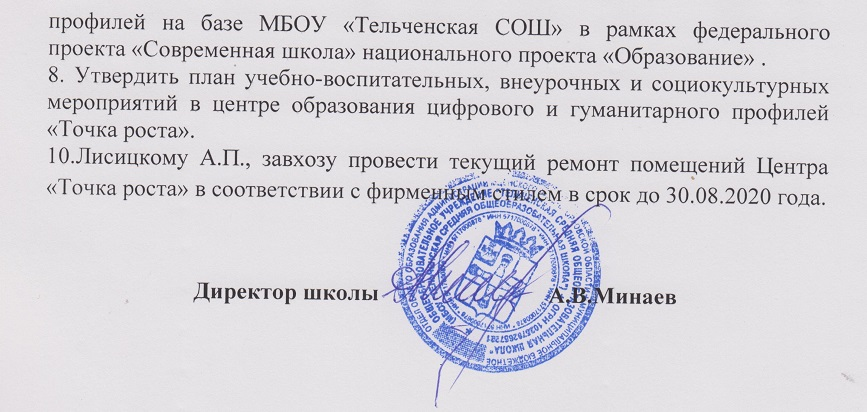 профилей на базе МБОУ «Тельченская СОШ» в рамках федерального
проекта «Современная школа» национального проекта «Образование» .
8. Утвердить план учебно-воспитательных, внеурочных и социокультурных
мероприятий в центре образования цифрового и гуманитарного профилей
«Точка роста».
10.Лисицкому А.П., завхозу провести текущий ремонт помещений Центра
«Точка роста» в соответствии с фирменным стилем в срок до 30.08.2020 года.
Директор школы А.В.Минаев